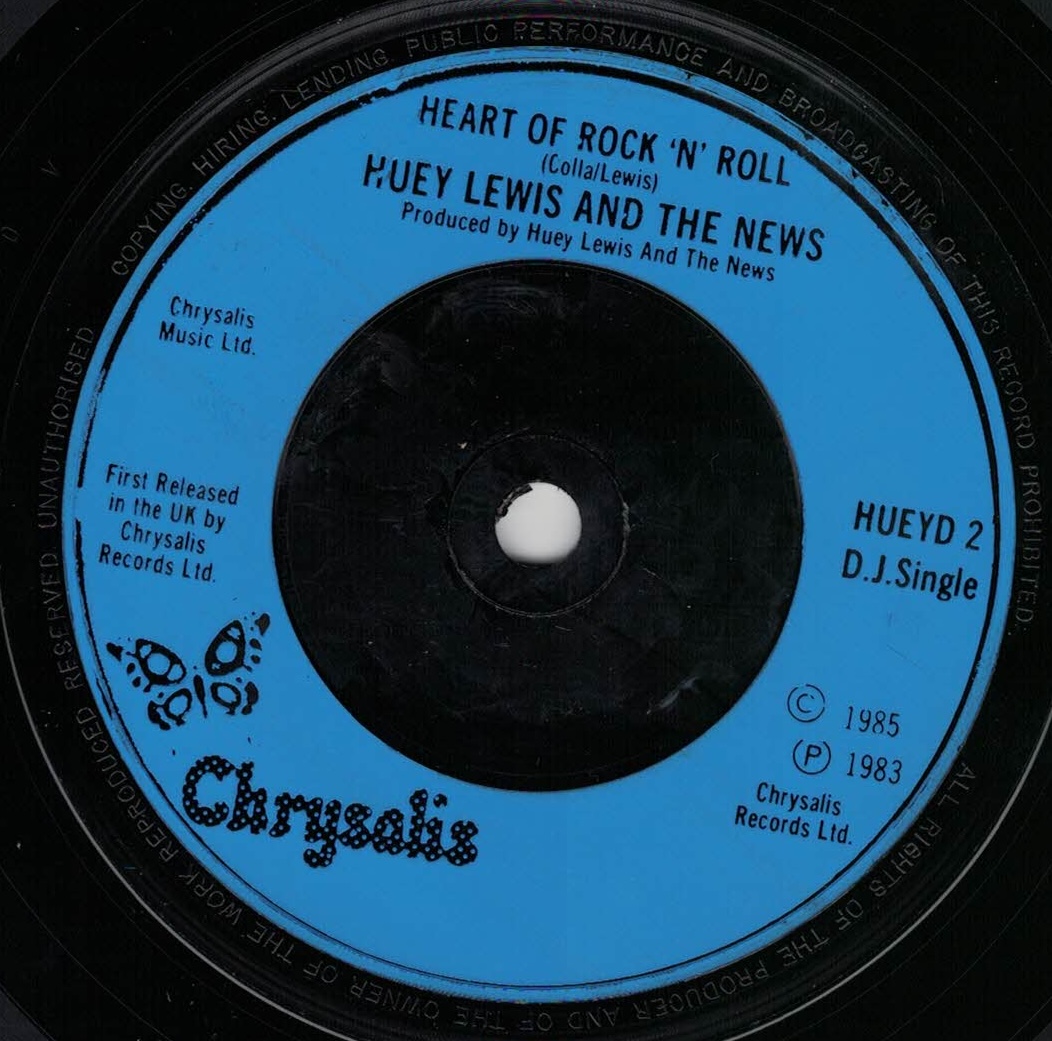 HEART OF ROCK 'N' ROLL
(Colla/Lewis)
HUEY LEWIS AND THE NEWS
Produced by Huey Lewis And The News
Chrysalis
Music Ltd.
First Released
in the UK by
Chrysalis
Records Ltd.
HUEYD 2
D.J.Single
Ⓒ 1985
Ⓟ 1983
Chrysalis
Records Ltd.
Chrysalis
ALL RIGHTS OF THE PRODUCER AND OF THE OWNER OF THE WORK REPRODUCED RESERVED UNAUTHORISED COPYING. HIRING. LENDING PUBLIC PERFORMANCE AND BROADCASTING OF THIS RECORD PROHIBITED.